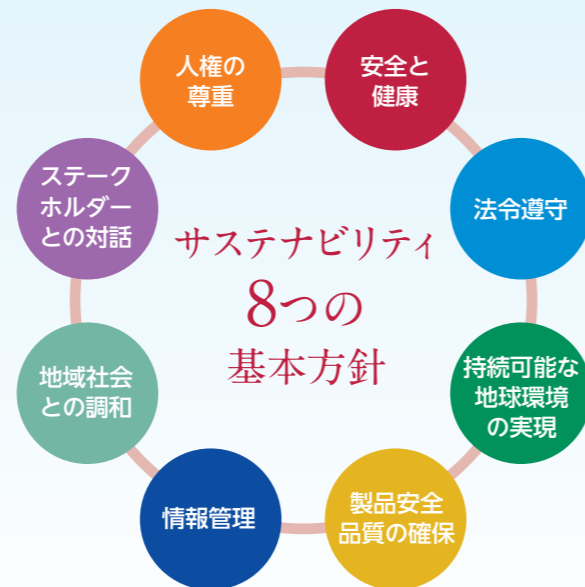 サステナビリティ
8つの
基本方針
人権の
尊重
安全と
健康
法令遵守
持続可能な
地球環境
の実現
製品安全
品質の確保
情報管理
地域社会
との調和
ステーク
ホルダー
との対話